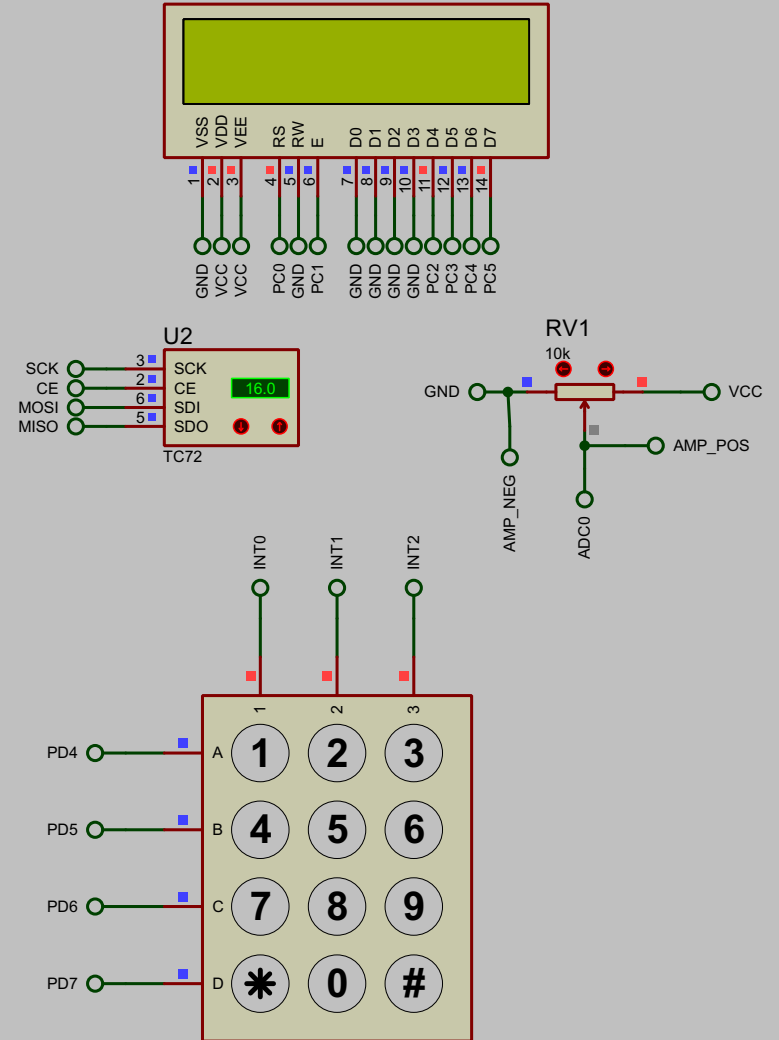 VSS VDD VEE RS RW E D0 D1 D2 D3 D4 D5 D6 D7
1 2 3 4 5 6 7 8 9 10 11 12 13 14
GND VCC VCC PC0 GND PC1 GND GND GND GND PC2 PC3 PC4 PC5
U2
SCK 3 SCK
CE 2 CE 16.0
MOSI 6 SDI
MISO 5 SDO
TC72
RV1
10k
GND VCC
AMP_POS
AMP_NEG
ADC0
INT0 INT1 INT2
1 2 3
PD4 A 1 2 3
PD5 B 4 5 6
PD6 C 7 8 9
PD7 D * 0 #